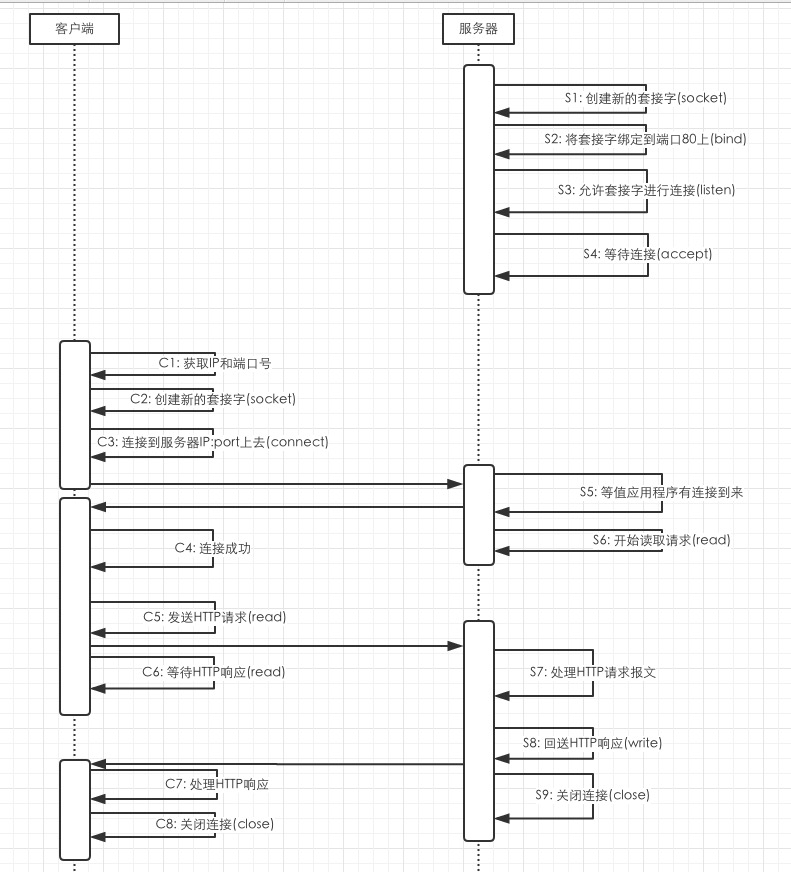 客户端
服务器
S1: 创建新的套接字(socket)
S2: 将套接字绑定到端口80上(bind)
S3: 允许套接字进行连接(listen)
S4: 等待连接(accept)
C1: 获取IP和端口号
C2: 创建新的套接字(socket)
C3: 连接到服务器IP:port上去(connect)
S5: 等值应用程序有连接到来
S6: 开始读取请求(read)
C4: 连接成功
C5: 发送HTTP请求(read)
C6: 等待HTTP响应(read)
S7: 处理HTTP请求报文
S8: 回送HTTP响应(write)
C7: 处理HTTP响应
S9: 关闭连接(close)
C8: 关闭连接(close)